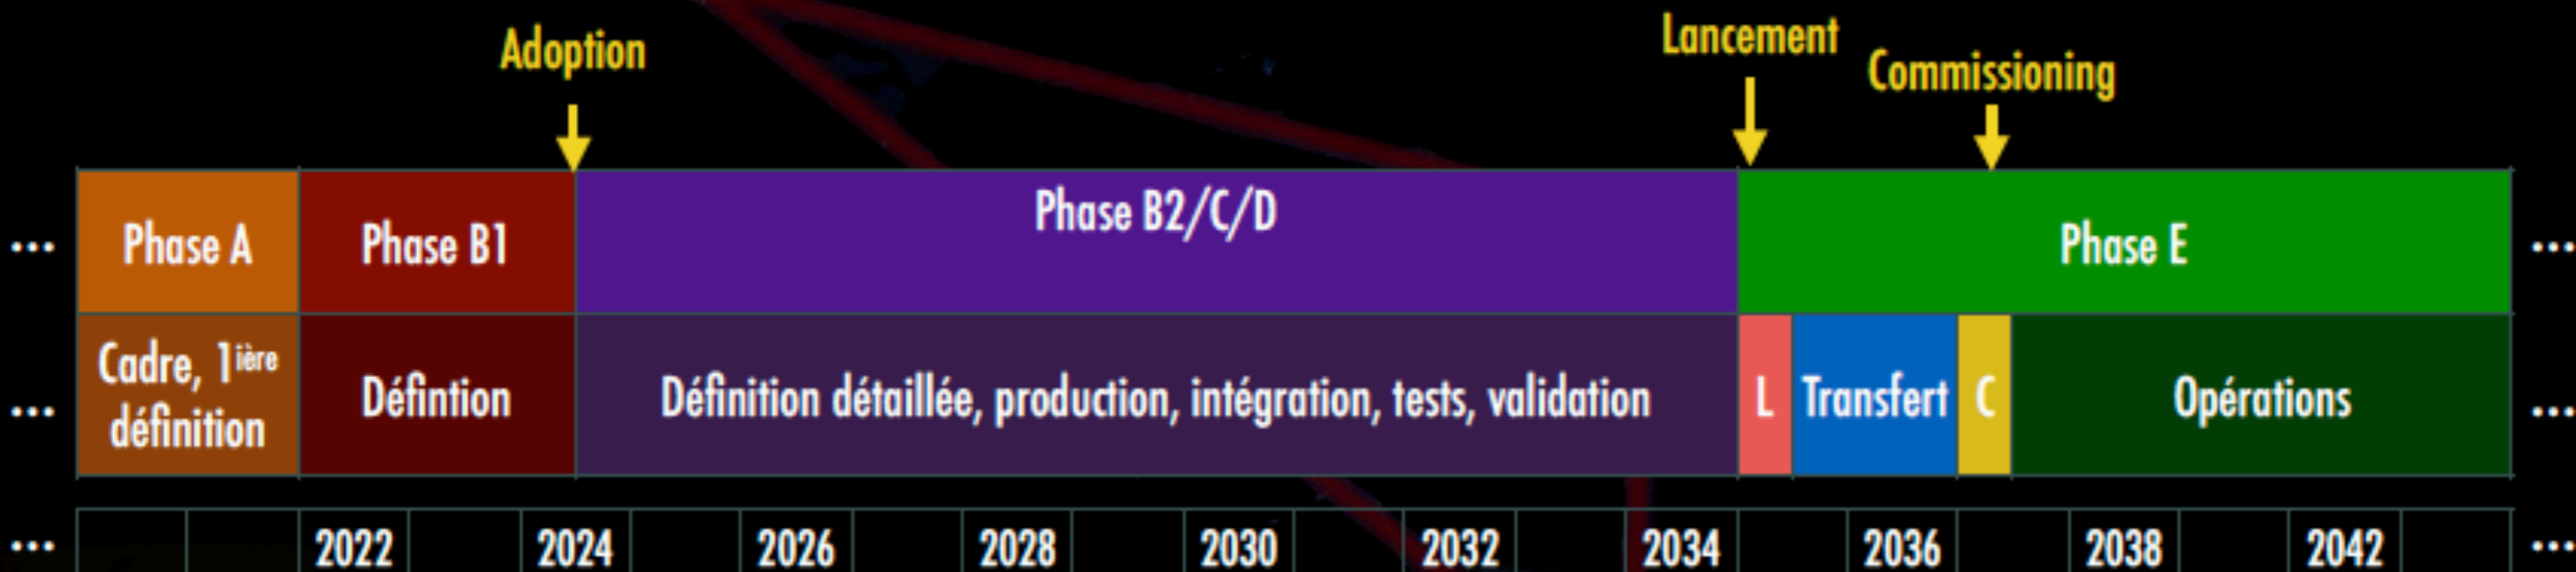 Adoption
Lancement
Commissioning
... Phase A Phase B1 Phase B2/C/D Phase E ...
... Cadre, 1ière
définition Défintion Définition détaillée, production, intégration, tests, validation L Transfert C Opérations ...
... 2022 2024 2026 2028 2030 2032 2034 2036 2038 2042 ...